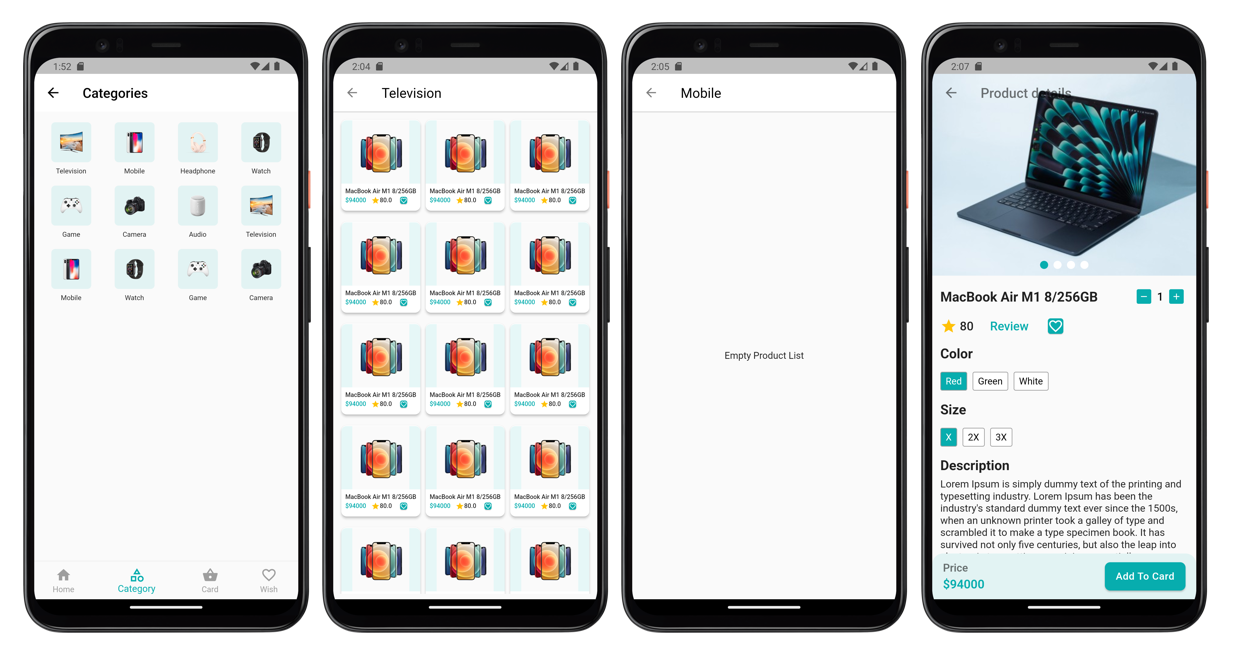 1:52
Categories
Television Mobile Headphone Watch
Game Camera Audio Television
Mobile Watch Game Camera
Home Category Card Wish
2:04
Television
MacBook Air M1 8/256GB MacBook Air M1 8/256GB MacBook Air M1 8/256GB
$94000 80.0 $94000 80.0 $94000 80.0
MacBook Air M1 8/256GB MacBook Air M1 8/256GB MacBook Air M1 8/256GB
$94000 80.0 $94000 80.0 $94000 80.0
MacBook Air M1 8/256GB MacBook Air M1 8/256GB MacBook Air M1 8/256GB
$94000 80.0 $94000 80.0 $94000 80.0
MacBook Air M1 8/256GB MacBook Air M1 8/256GB MacBook Air M1 8/256GB
$94000 80.0 $94000 80.0 $94000 80.0
2:05
Mobile
Empty Product List
2:07
Product details
MacBook Air M1 8/256GB − 1 +
80 Review
Color
Red Green White
Size
X 2X 3X
Description
Lorem Ipsum is simply dummy text of the printing and
typesetting industry. Lorem Ipsum has been the
industry's standard dummy text ever since the 1500s,
when an unknown printer took a galley of type and
scrambled it to make a type specimen book. It has
survived not only five centuries, but also the leap into
Price
$94000
Add To Card